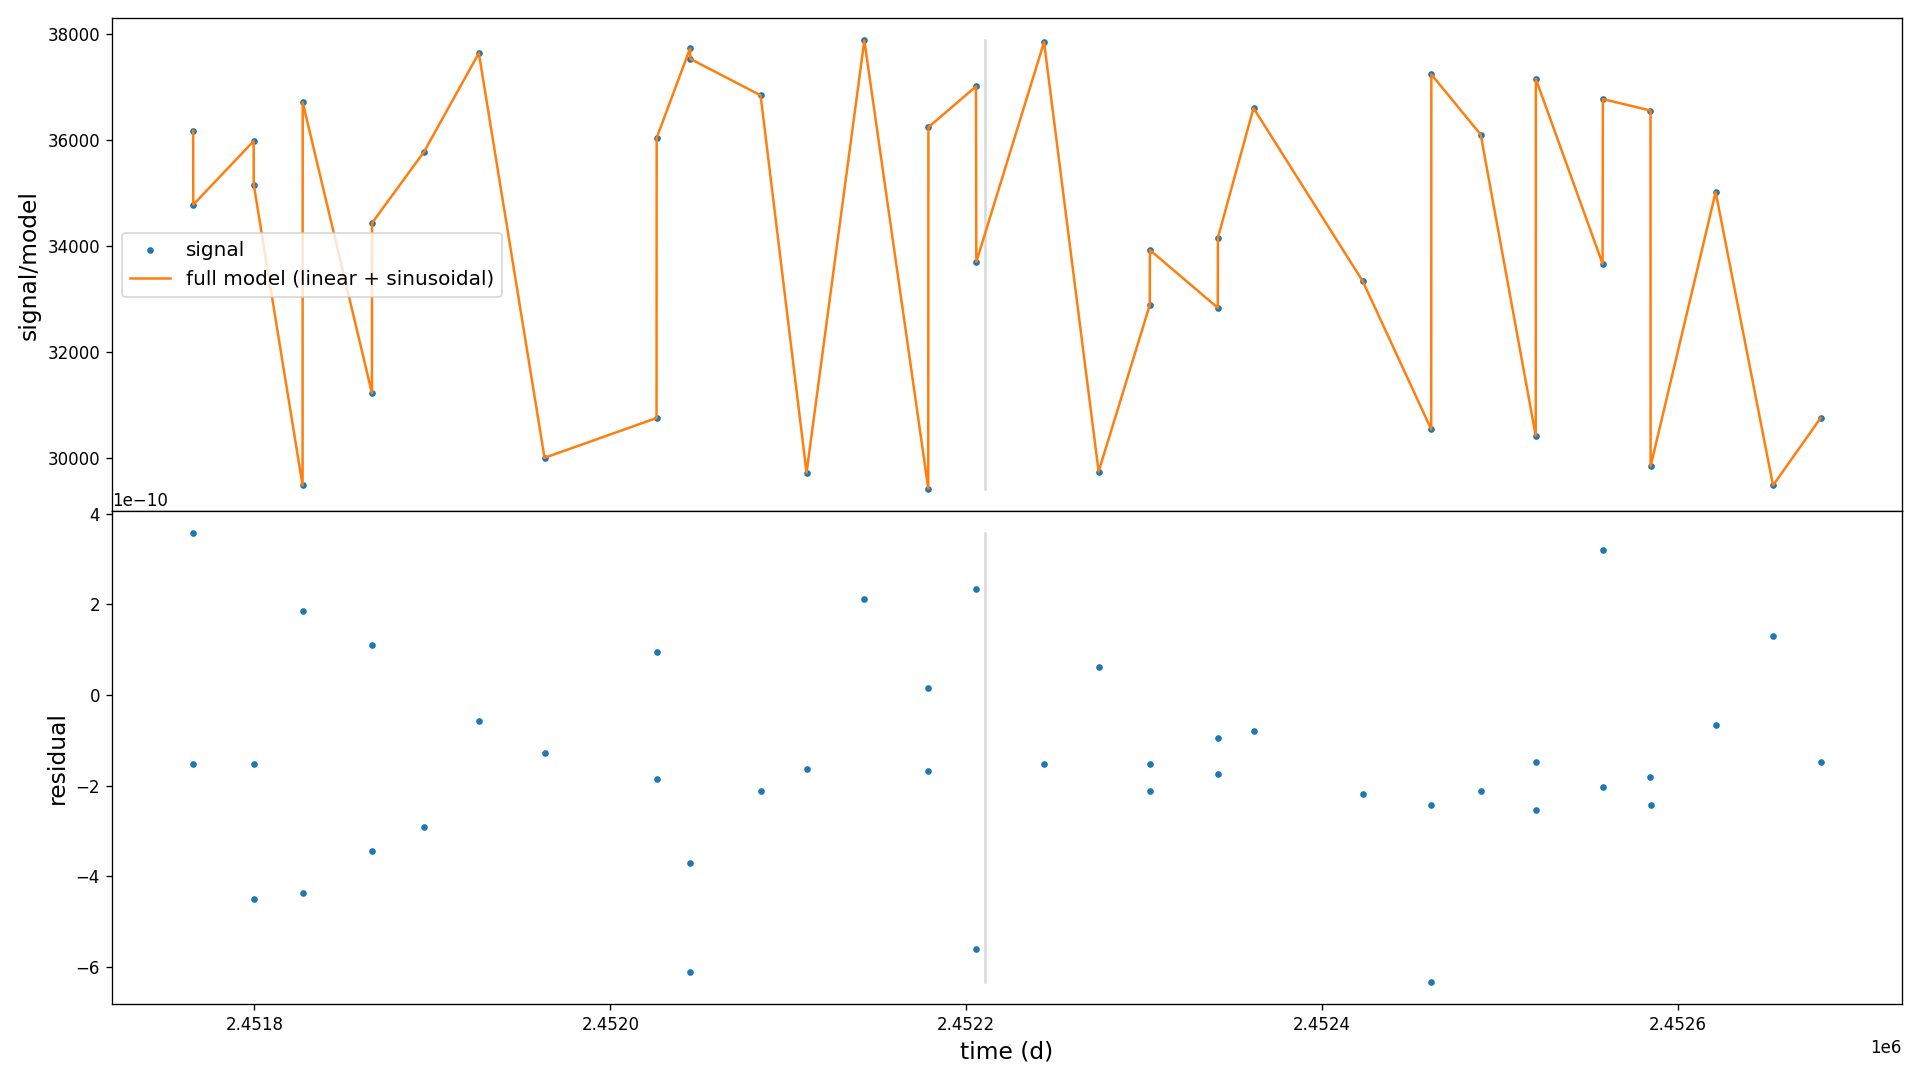 38000
36000
34000
32000
30000
signal/model
signal
full model (linear + sinusoidal)
1e−10
4
2
0
−2
−4
−6
residual
2.4518
2.4520
2.4522
2.4524
2.4526
1e6
time (d)